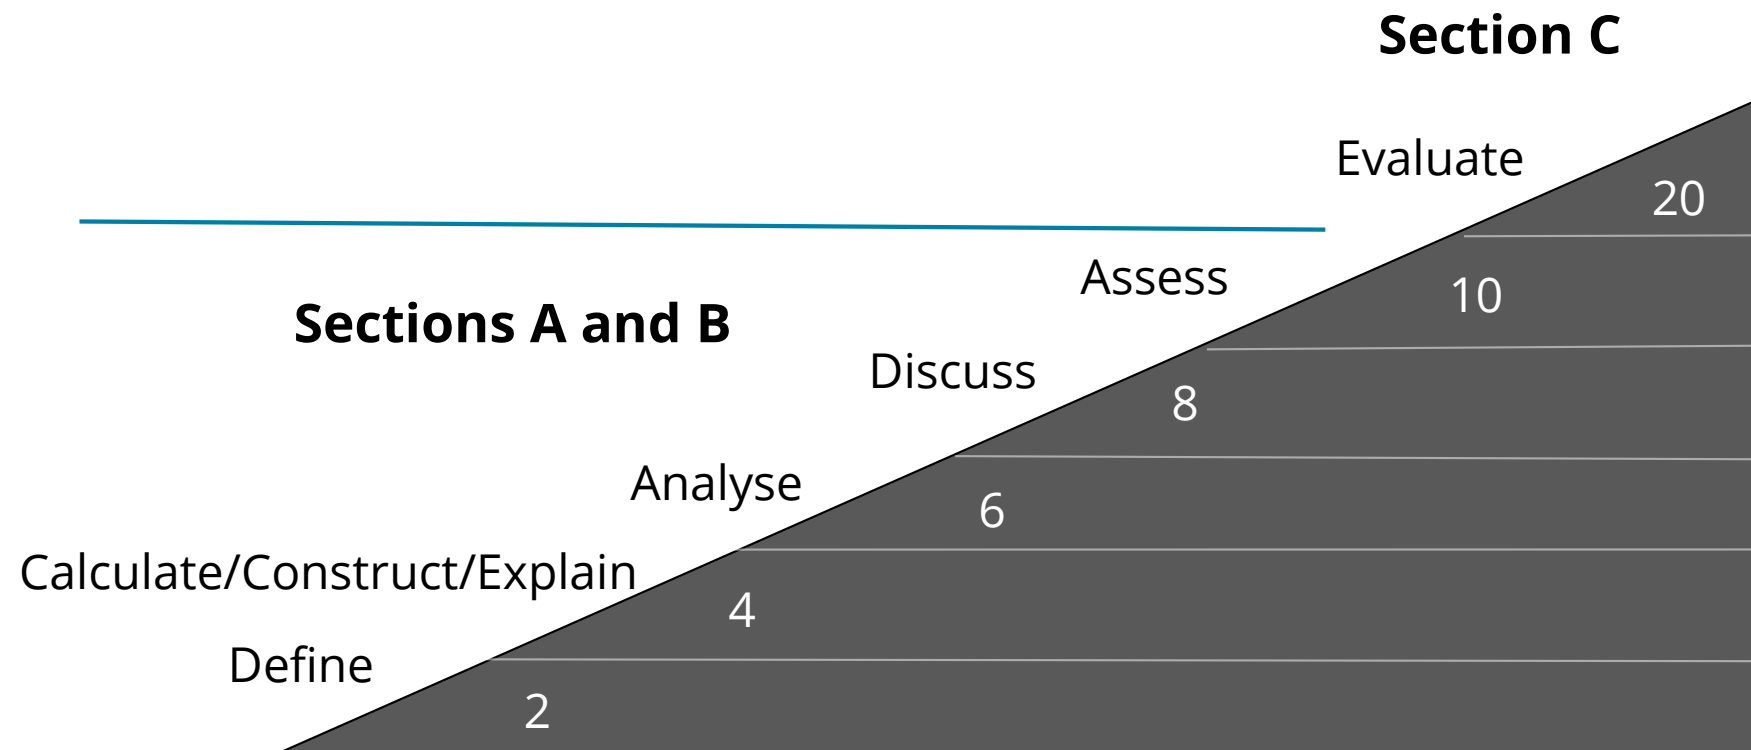 Section C
Evaluate
20
Assess
10
Sections A and B
Discuss
8
Analyse
6
Calculate/Construct/Explain
4
Define
2